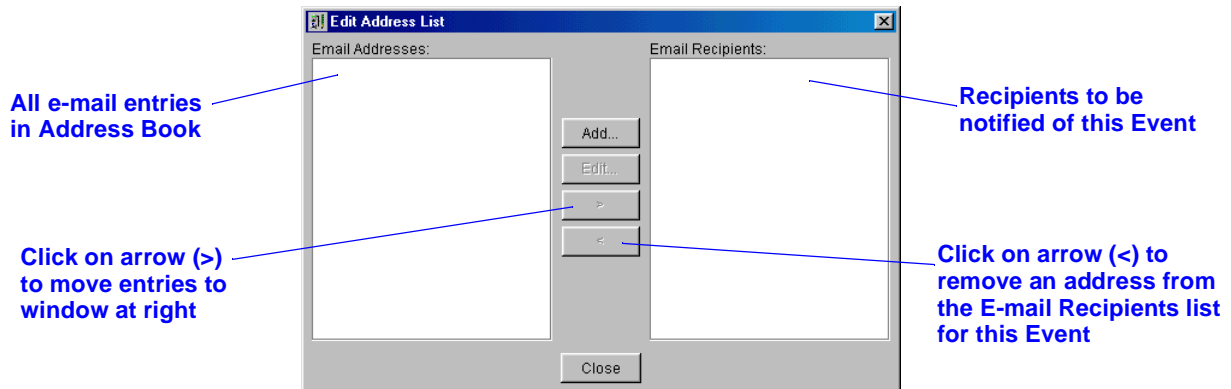 Edit Address List
Email Addresses:
Email Recipients:
All e-mail entries
in Address Book
Recipients to be
notified of this Event
Add...
Edit...
>
<
Click on arrow (>)
to move entries to
window at right
Click on arrow (<) to
remove an address from
the E-mail Recipients list
for this Event
Close